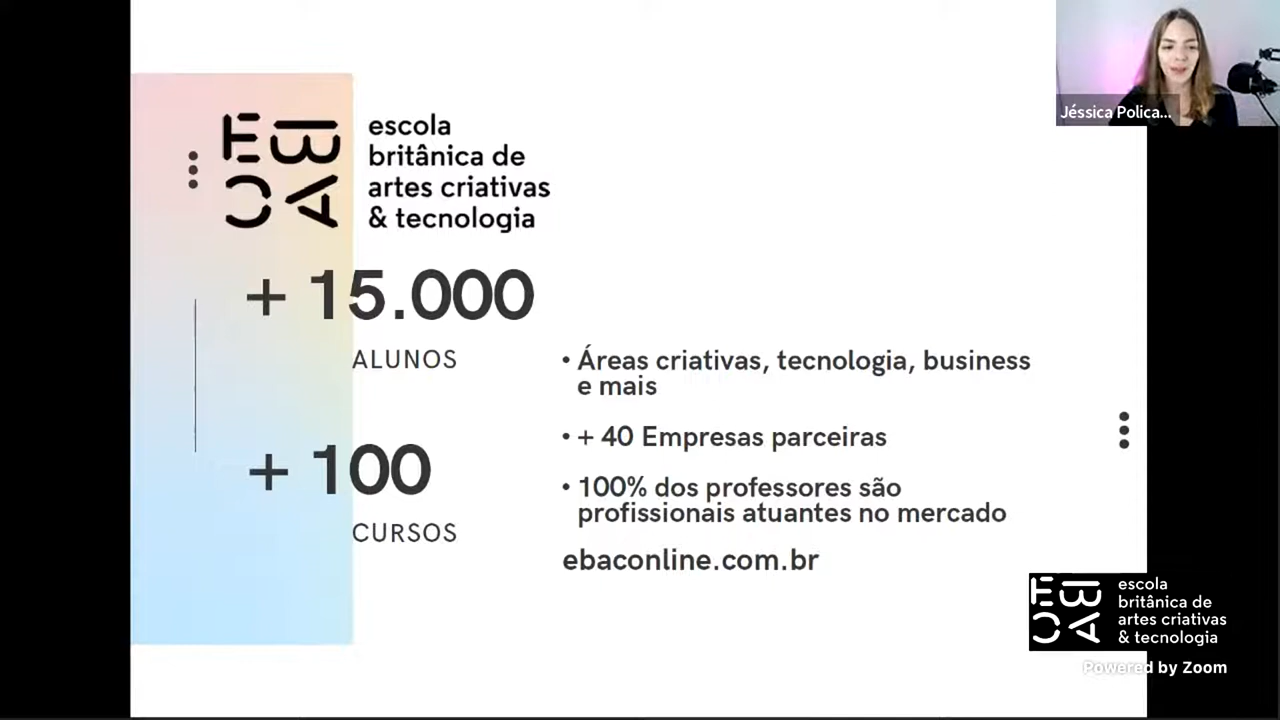 escola
britânica de
artes criativas
& tecnologia
+ 15.000
ALUNOS
+ 100
CURSOS
• Áreas criativas, tecnologia, business
e mais
• + 40 Empresas parceiras
• 100% dos professores são
profissionais atuantes no mercado
ebaconline.com.br
Jéssica Polica...
escola
britânica de
artes criativas
& tecnologia
Powered by Zoom